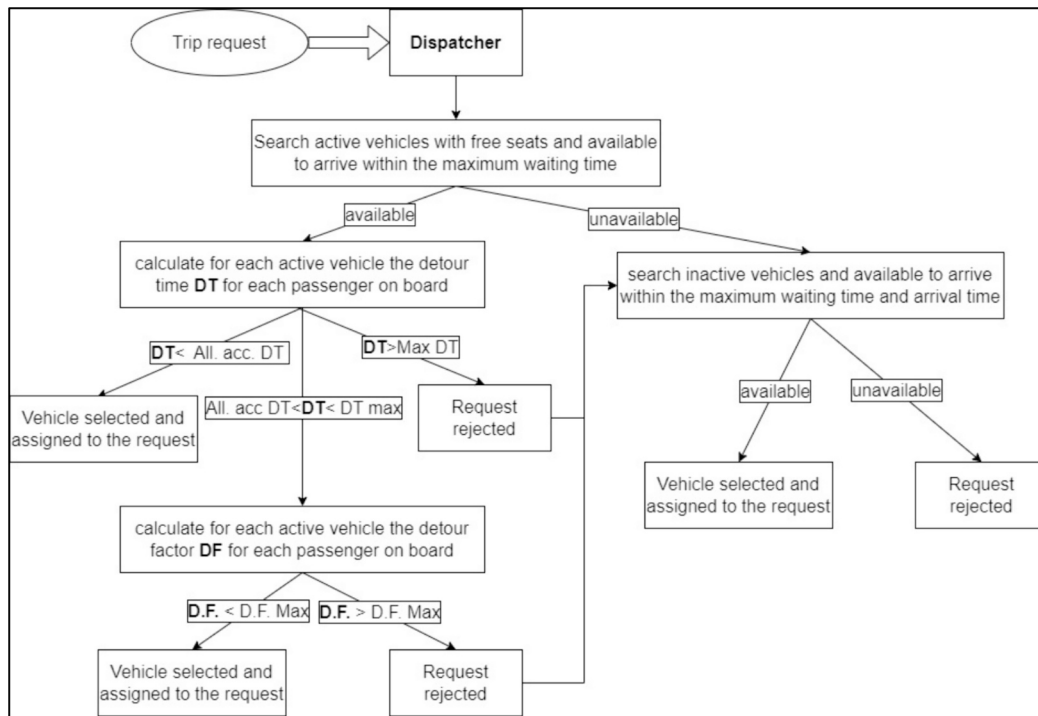 Trip request
Dispatcher
Search active vehicles with free seats and available
to arrive within the maximum waiting time
available
unavailable
calculate for each active vehicle the detour
time DT for each passenger on board
search inactive vehicles and available to arrive
within the maximum waiting time and arrival time
DT< All. acc. DT
DT>Max DT
All. acc DT<DT< DT max
Vehicle selected and
assigned to the request
Request
rejected
available
unavailable
Vehicle selected and
assigned to the request
Request
rejected
calculate for each active vehicle the detour
factor DF for each passenger on board
D.F. < D.F. Max
D.F. > D.F. Max
Vehicle selected and
assigned to the request
Request
rejected